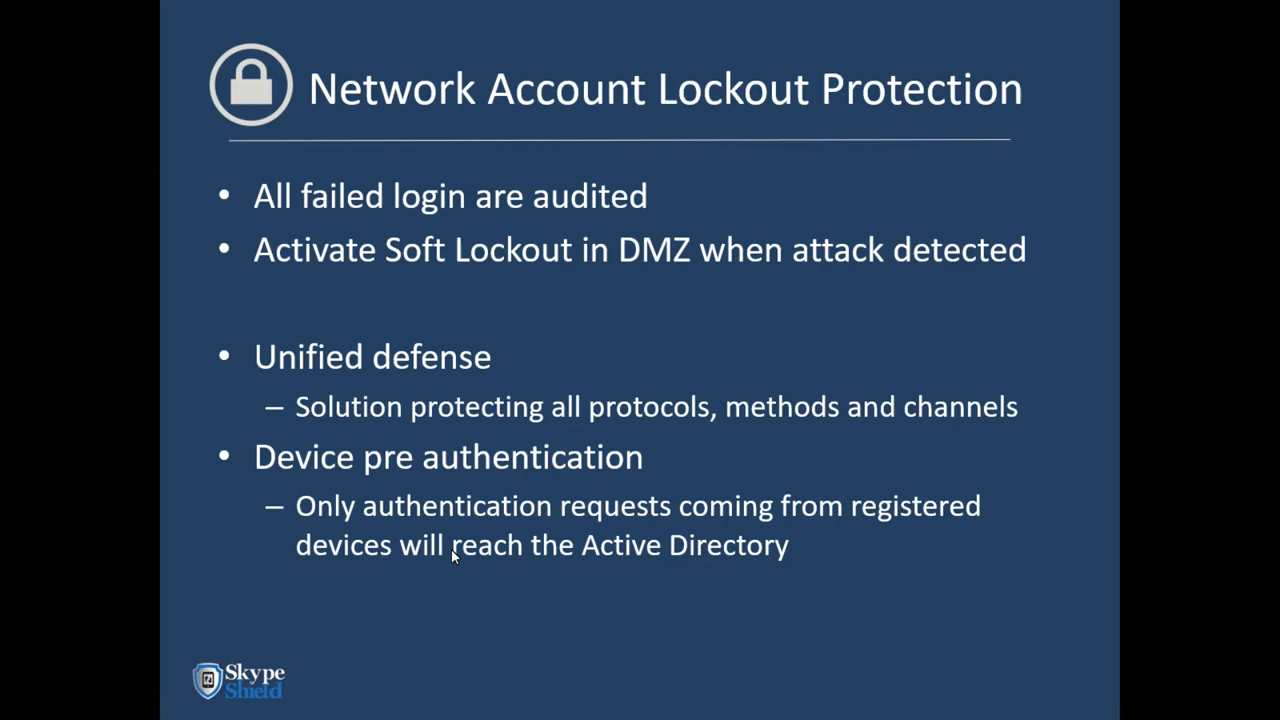 Network Account Lockout Protection
• All failed login are audited
• Activate Soft Lockout in DMZ when attack detected
• Unified defense
– Solution protecting all protocols, methods and channels
• Device pre authentication
– Only authentication requests coming from registered
devices will reach the Active Directory
Skype
Shield